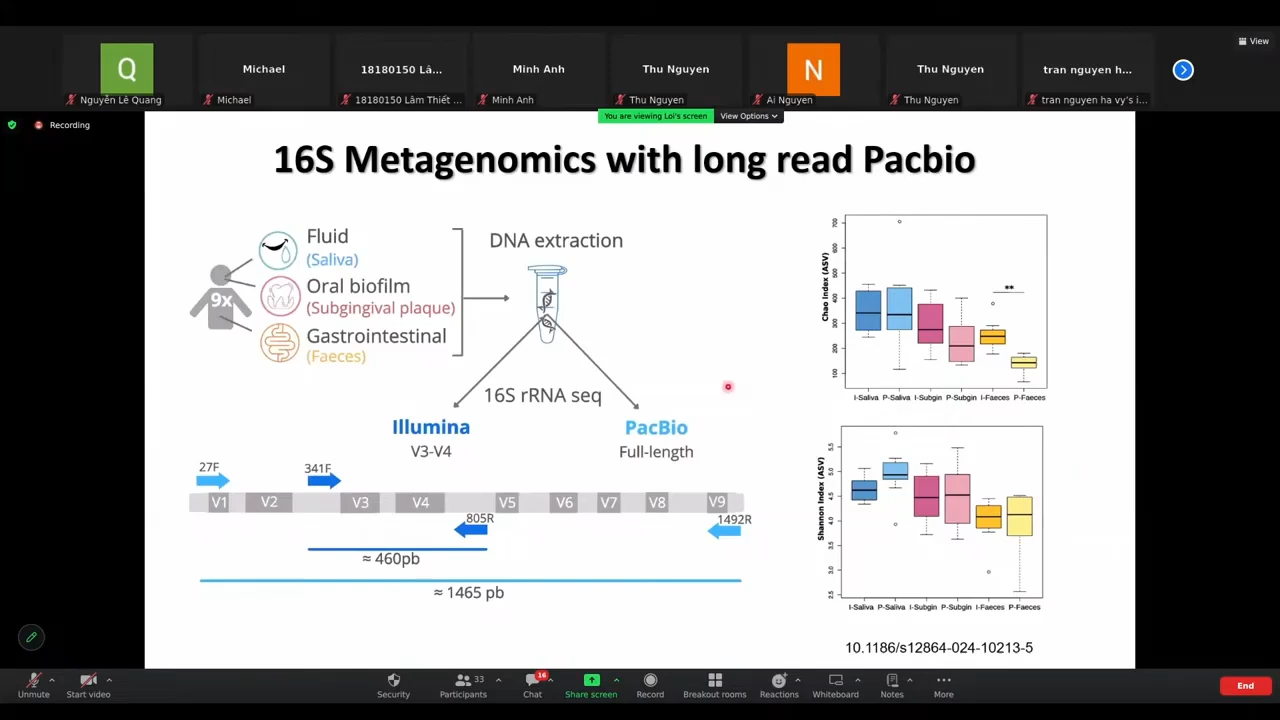 View
Q
Michael
18180150 Lâ...
Minh Anh
Thu Nguyen
N
Thu Nguyen
tran nguyen h...
Nguyễn Lê Quang
Michael
18180150 Lâm Thiết ...
Minh Anh
Thu Nguyen
Ai Nguyen
Thu Nguyen
tran nguyen ha vy's i...
You are viewing Loi's screen
View Options
Recording
16S Metagenomics with long read Pacbio
9x
Fluid
(Saliva)
Oral biofilm
(Subgingival plaque)
Gastrointestinal
(Faeces)
DNA extraction
16S rRNA seq
Illumina
V3-V4
PacBio
Full-length
27F
341F
V1
V2
V3
V4
V5
V6
V7
V8
V9
805R
1492R
≈ 460pb
≈ 1465 pb
Chao Index (ASV)
700
600
500
400
300
200
100
**
I-Saliva
P-Saliva
I-Subgin
P-Subgin
I-Faeces
P-Faeces
Shannon Index (ASV)
5.5
5.0
4.5
4.0
3.5
3.0
2.5
I-Saliva
P-Saliva
I-Subgin
P-Subgin
I-Faeces
P-Faeces
10.1186/s12864-024-10213-5
Unmute
Start video
Security
Participants
33
Chat
16
Share screen
Record
Breakout rooms
Reactions
Whiteboard
Notes
More
End